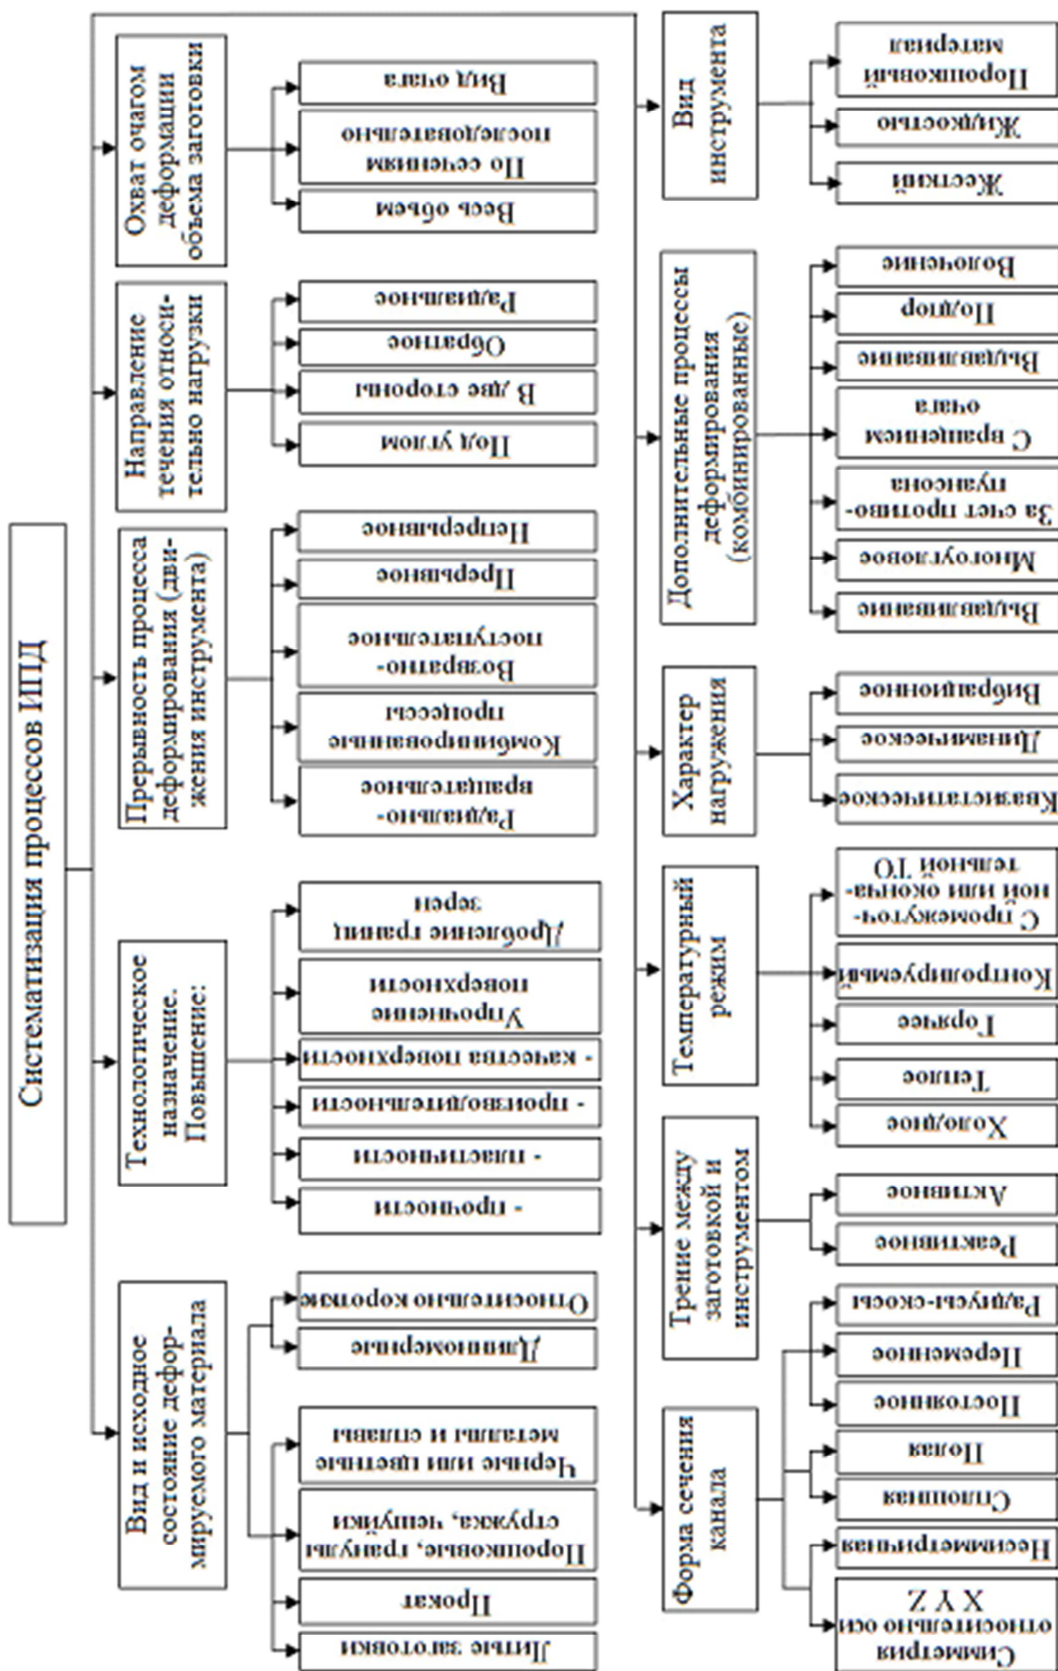 Систематизация процессов ИПД
Вид и исходное
состояние дефор-
мируемого материала
Литые заготовки
Прокат
Порошковые, гранулы
стружка, чешуйки
Черные или цветные
металлы и сплавы
Длинномерные
Относительно короткие
Технологическое
назначение.
Повышение:
- прочности
- пластичности
- производительности
- качества поверхности
Упрочнение
поверхности
Дробление границ
зерен
Прерывность процесса
деформирования (дви-
жения инструмента)
Радиально-
вращательное
Комбинированные
процессы
Возвратно-
поступательное
Прерывное
Непрерывное
Направление
течения относи-
тельно нагрузки
Под углом
В две стороны
Обратное
Радиальное
Охват очагом
деформации
объема заготовки
Весь объем
По сечениям
последовательно
Вид очага
Форма сечения
канала
Симметрия
относительно оси
X Y Z
Несимметричная
Сплошная
Полая
Постоянное
Переменное
Радиусы-скосы
Трение между
заготовкой и
инструментом
Реактивное
Активное
Температурный
режим
Холодное
Теплое
Горячее
Контролируемый
С промежуточ-
ной или оконча-
тельной ТО
Характер
нагружения
Квазистатическое
Динамическое
Вибрационное
Дополнительные процессы
деформирования
(комбинированные)
Выдавливание
Многоугловое
За счет противо-
пуансона
С вращением
очага
Выдавливание
Подпор
Волочение
Вид
инструмента
Жесткий
Жидкостью
Порошковый
материал